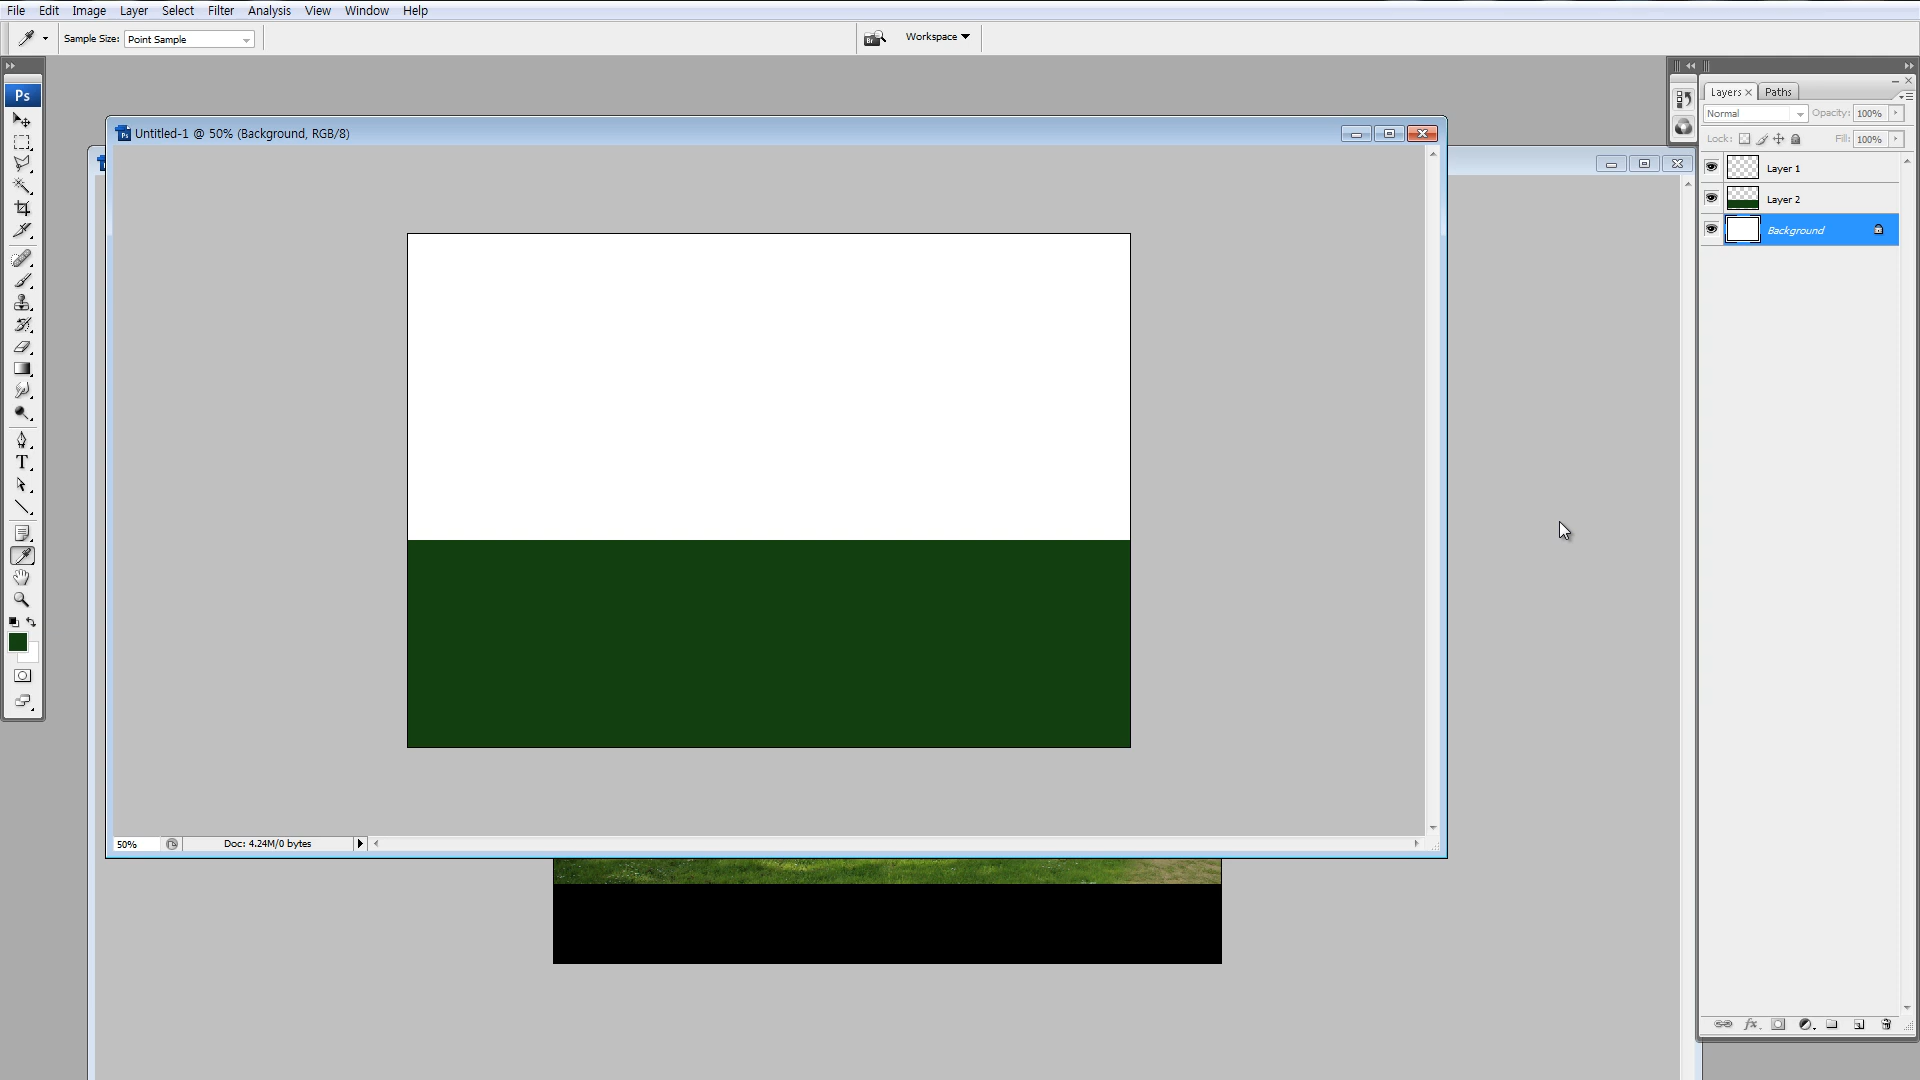 File Edit Image Layer Select Filter Analysis View Window Help
Sample Size: Point Sample
Br
Workspace
Ps
Layers Paths
Normal Opacity: 100%
Untitled-1 @ 50% (Background, RGB/8)
Lock: Fill: 100%
Layer 1
Layer 2
Background
T
50% Doc: 4.24M/0 bytes
fx